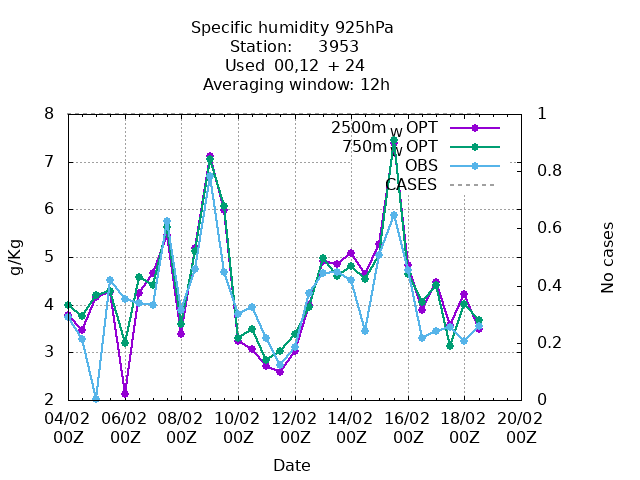 Specific humidity 925hPa
Station: 3953
Used 00,12 + 24
Averaging window: 12h
2500m w OPT
750m w OPT
OBS
CASES
8
7
6
5
4
3
2
1
0.8
0.6
0.4
0.2
0
g/Kg
No cases
04/02 06/02 08/02 10/02 12/02 14/02 16/02 18/02 20/02
00Z 00Z 00Z 00Z 00Z 00Z 00Z 00Z 00Z
Date